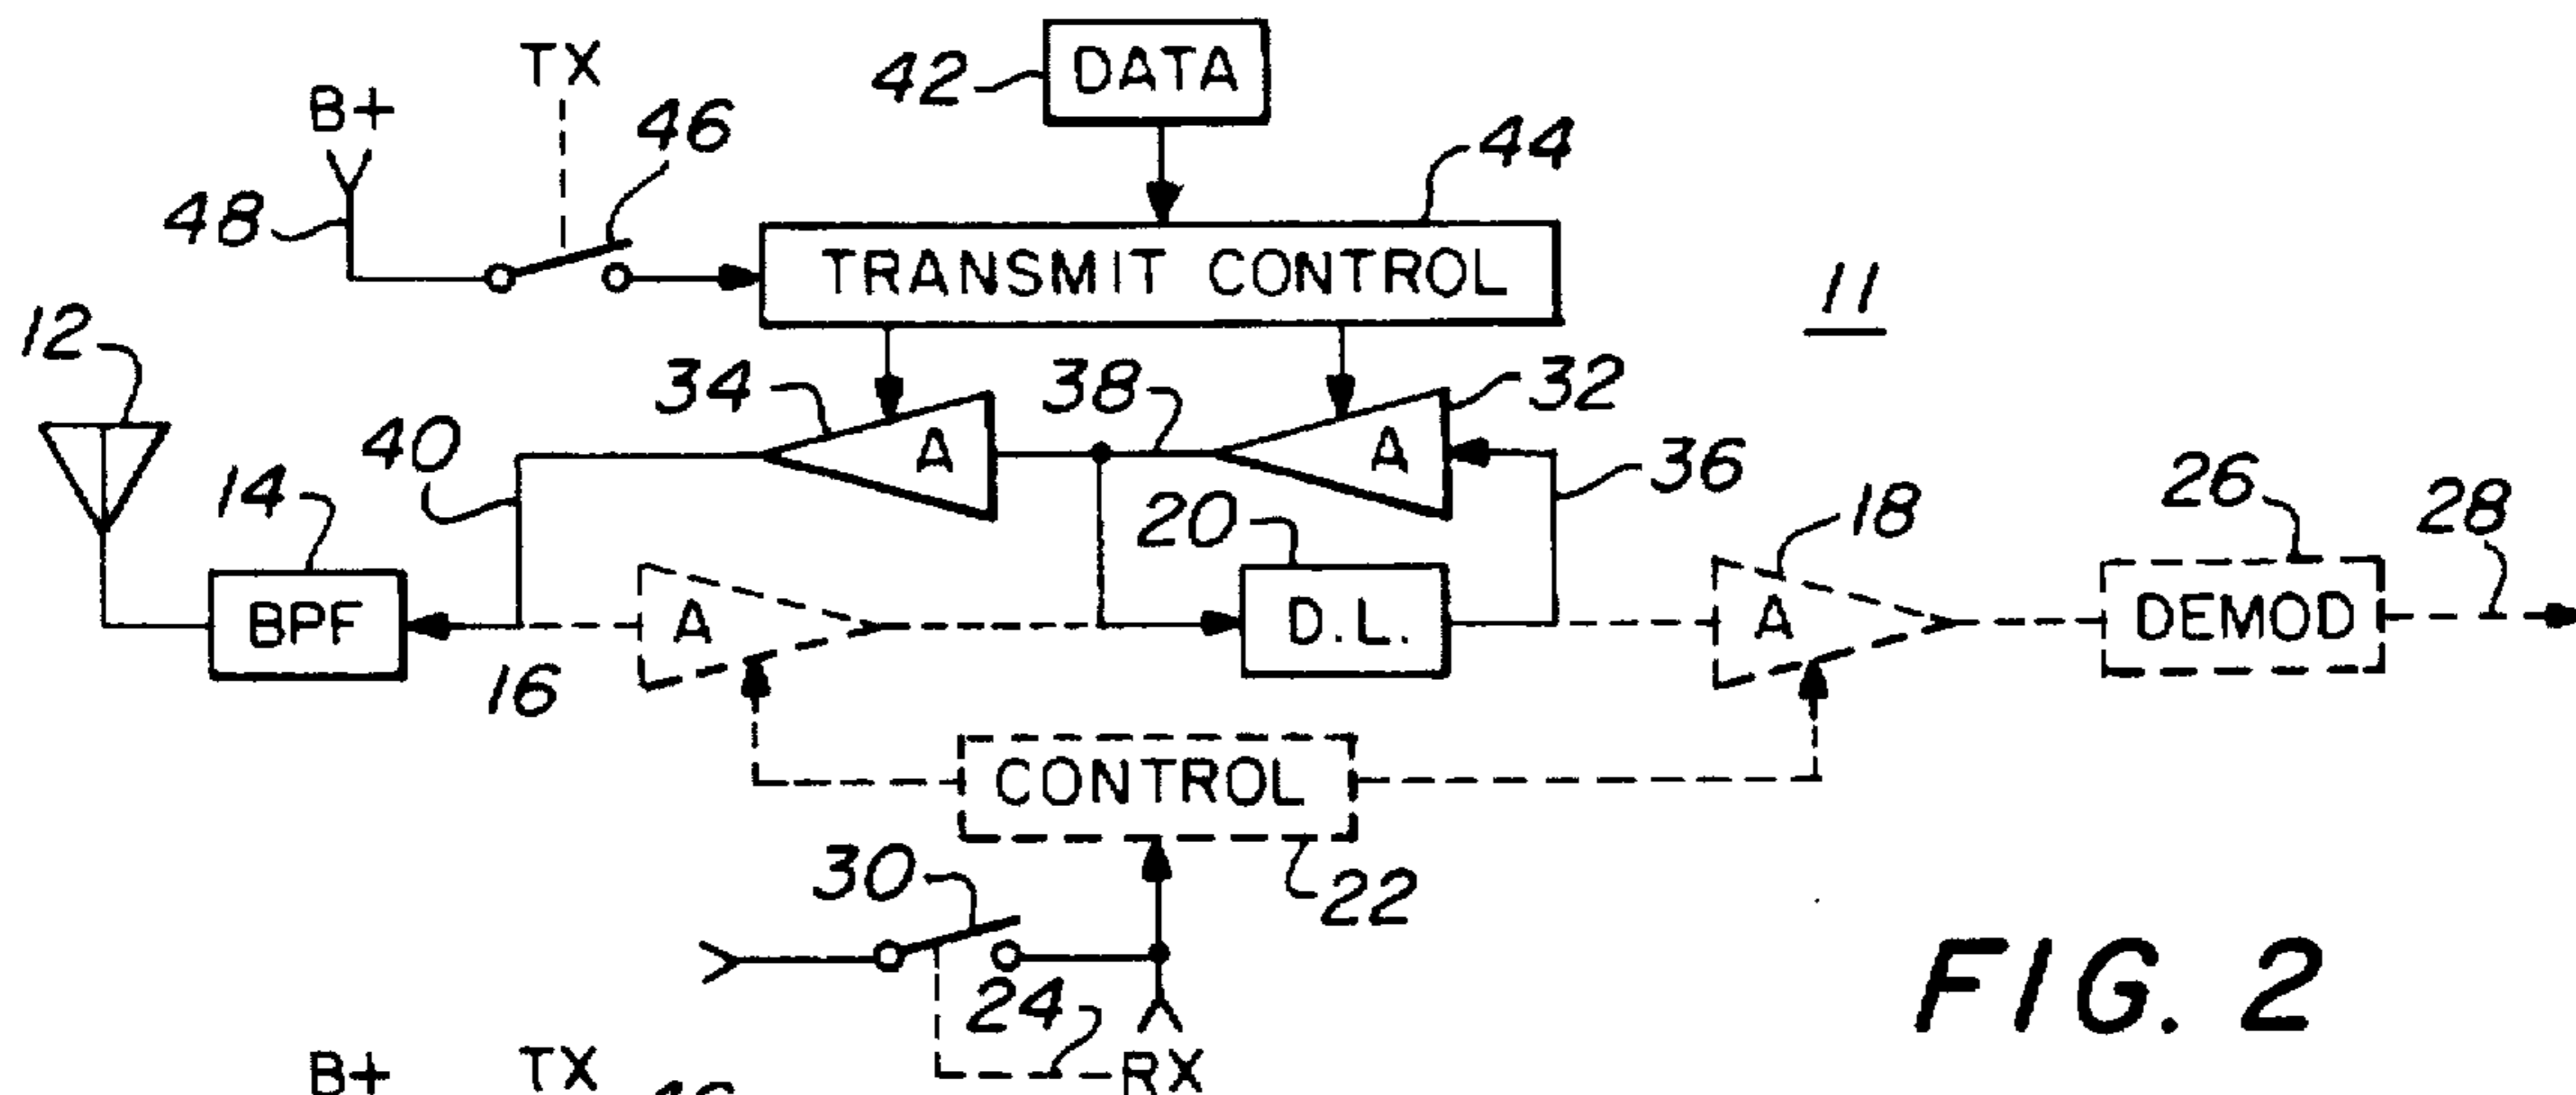 TX
DATA
42
B+
46
44
48
TRANSMIT CONTROL
11
12
34
38
32
40
A
A
36
14
20
18
26
28
BPF
A
D.L.
A
DEMOD
16
CONTROL
30
22
24
FIG. 2
RX
B+
TX